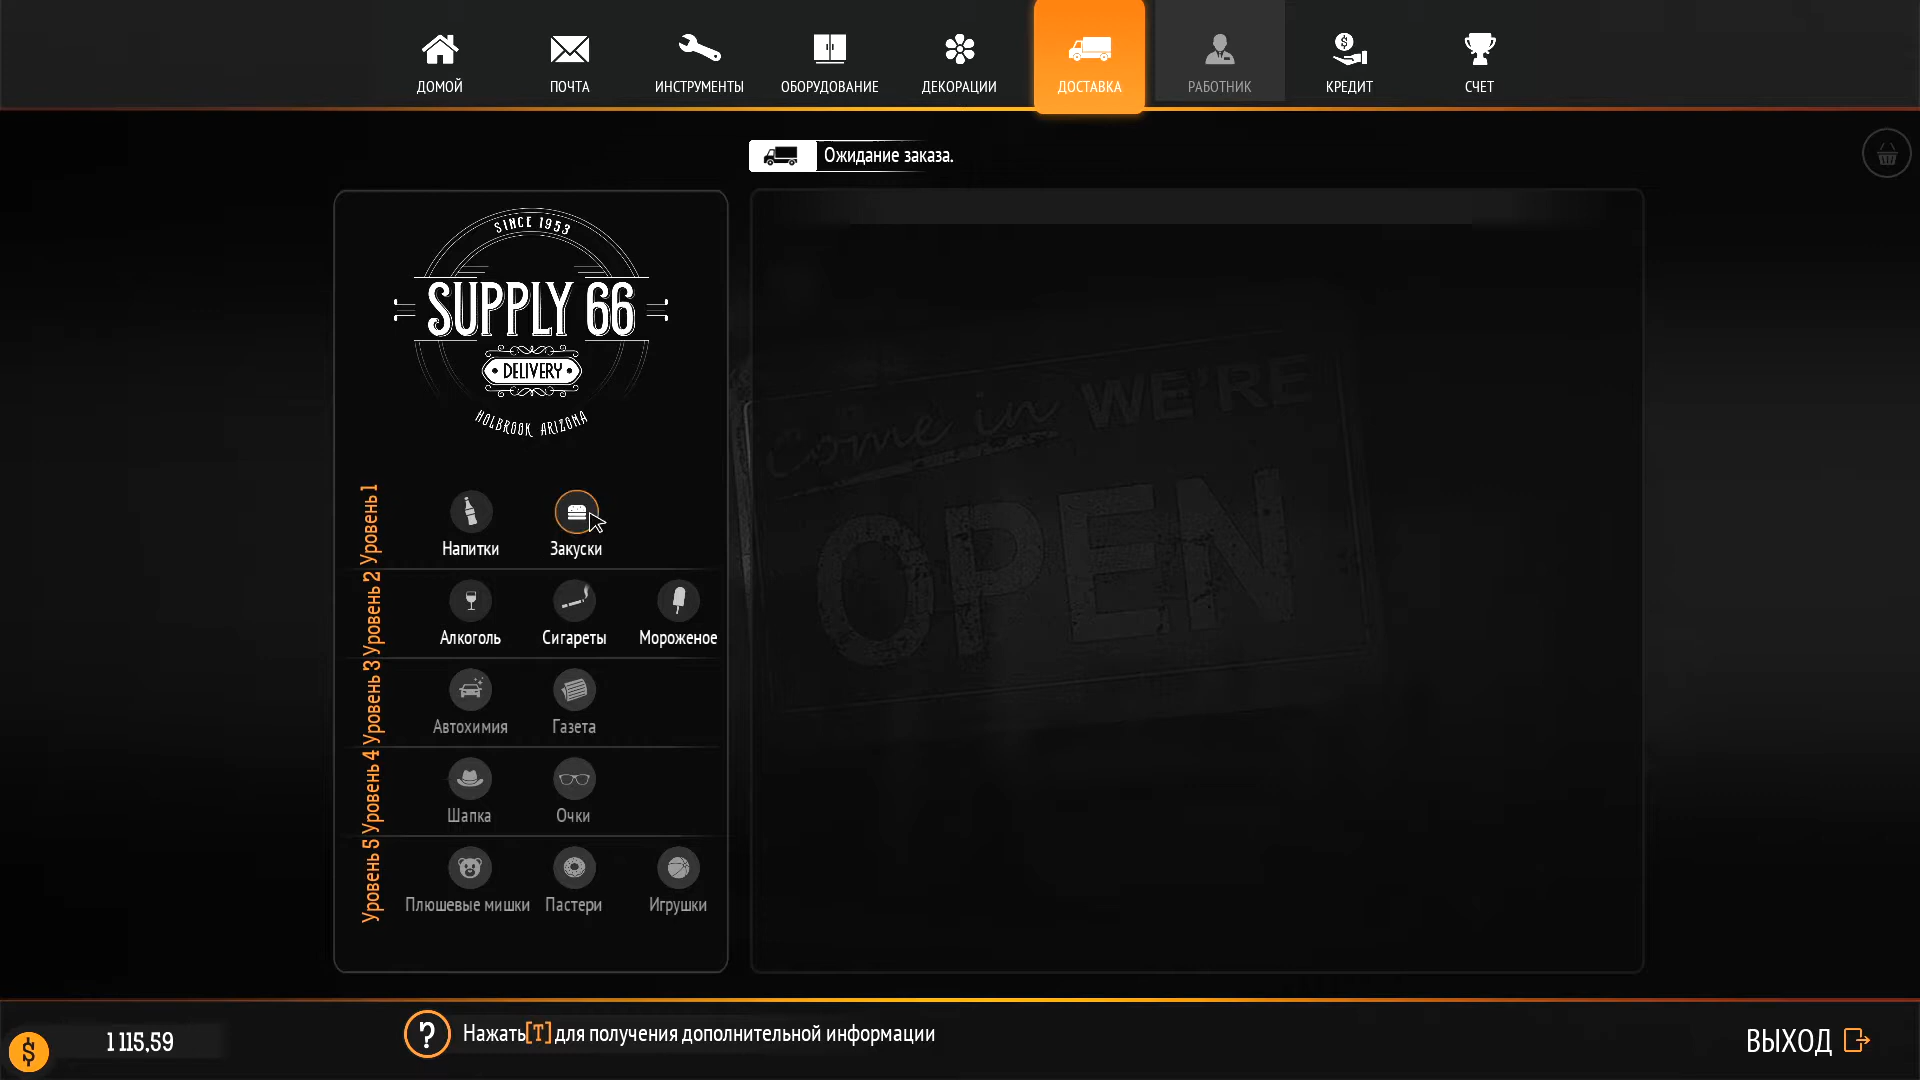 ДОМОЙ
ПОЧТА
ИНСТРУМЕНТЫ
ОБОРУДОВАНИЕ
ДЕКОРАЦИИ
ДОСТАВКА
РАБОТНИК
КРЕДИТ
СЧЕТ
Ожидание заказа.
SINCE 1953
SUPPLY 66
DELIVERY
HOLBROOK, ARIZONA
Come in WE'RE
OPEN
Уровень 1
Напитки
Закуски
Уровень 2
Алкоголь
Сигареты
Мороженое
Уровень 3
Автохимия
Газета
Уровень 4
Шапка
Очки
Уровень 5
Плюшевые мишки
Пастери
Игрушки
$
1 115,59
?
Нажать[T]для получения дополнительной информации
ВЫХОД